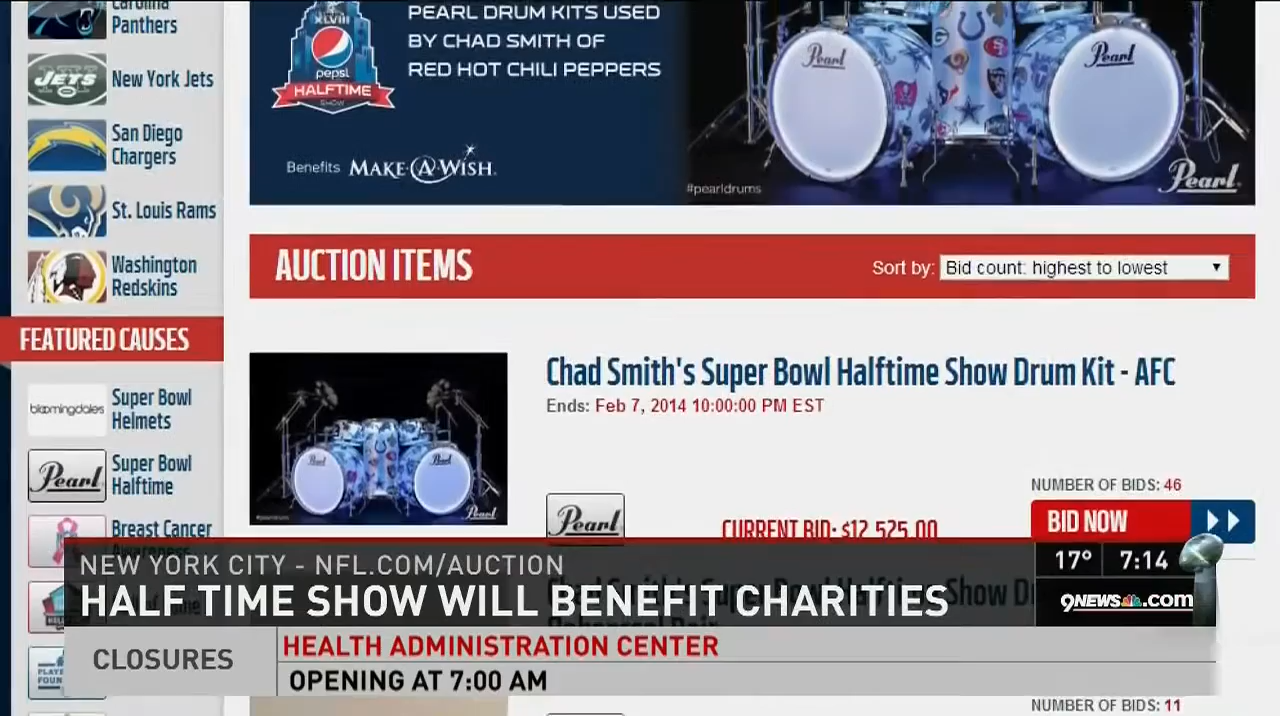 Carolina
Panthers
JETS
New York Jets
San Diego
Chargers
St. Louis Rams
Washington
Redskins
FEATURED CAUSES
bloomingdales
Super Bowl
Helmets
Pearl
Super Bowl
Halftime
Breast Cancer
Awareness
XLVIII
pepsi
HALFTIME
SHOW
PEARL DRUM KITS USED
BY CHAD SMITH OF
RED HOT CHILI PEPPERS
Benefits MAKE-A-WISH.
Pearl
Pearl
#pearldrums
Pearl
AUCTION ITEMS
Sort by: Bid count: highest to lowest
Chad Smith's Super Bowl Halftime Show Drum Kit - AFC
Ends: Feb 7, 2014 10:00:00 PM EST
Pearl
Pearl
Pearl
NUMBER OF BIDS: 46
Pearl
CURRENT BID: $12,525.00
BID NOW
NEW YORK CITY - NFL.COM/AUCTION
HALF TIME SHOW WILL BENEFIT CHARITIES
17° 7:14
9NEWS.com
CLOSURES
HEALTH ADMINISTRATION CENTER
OPENING AT 7:00 AM
NUMBER OF BIDS: 11